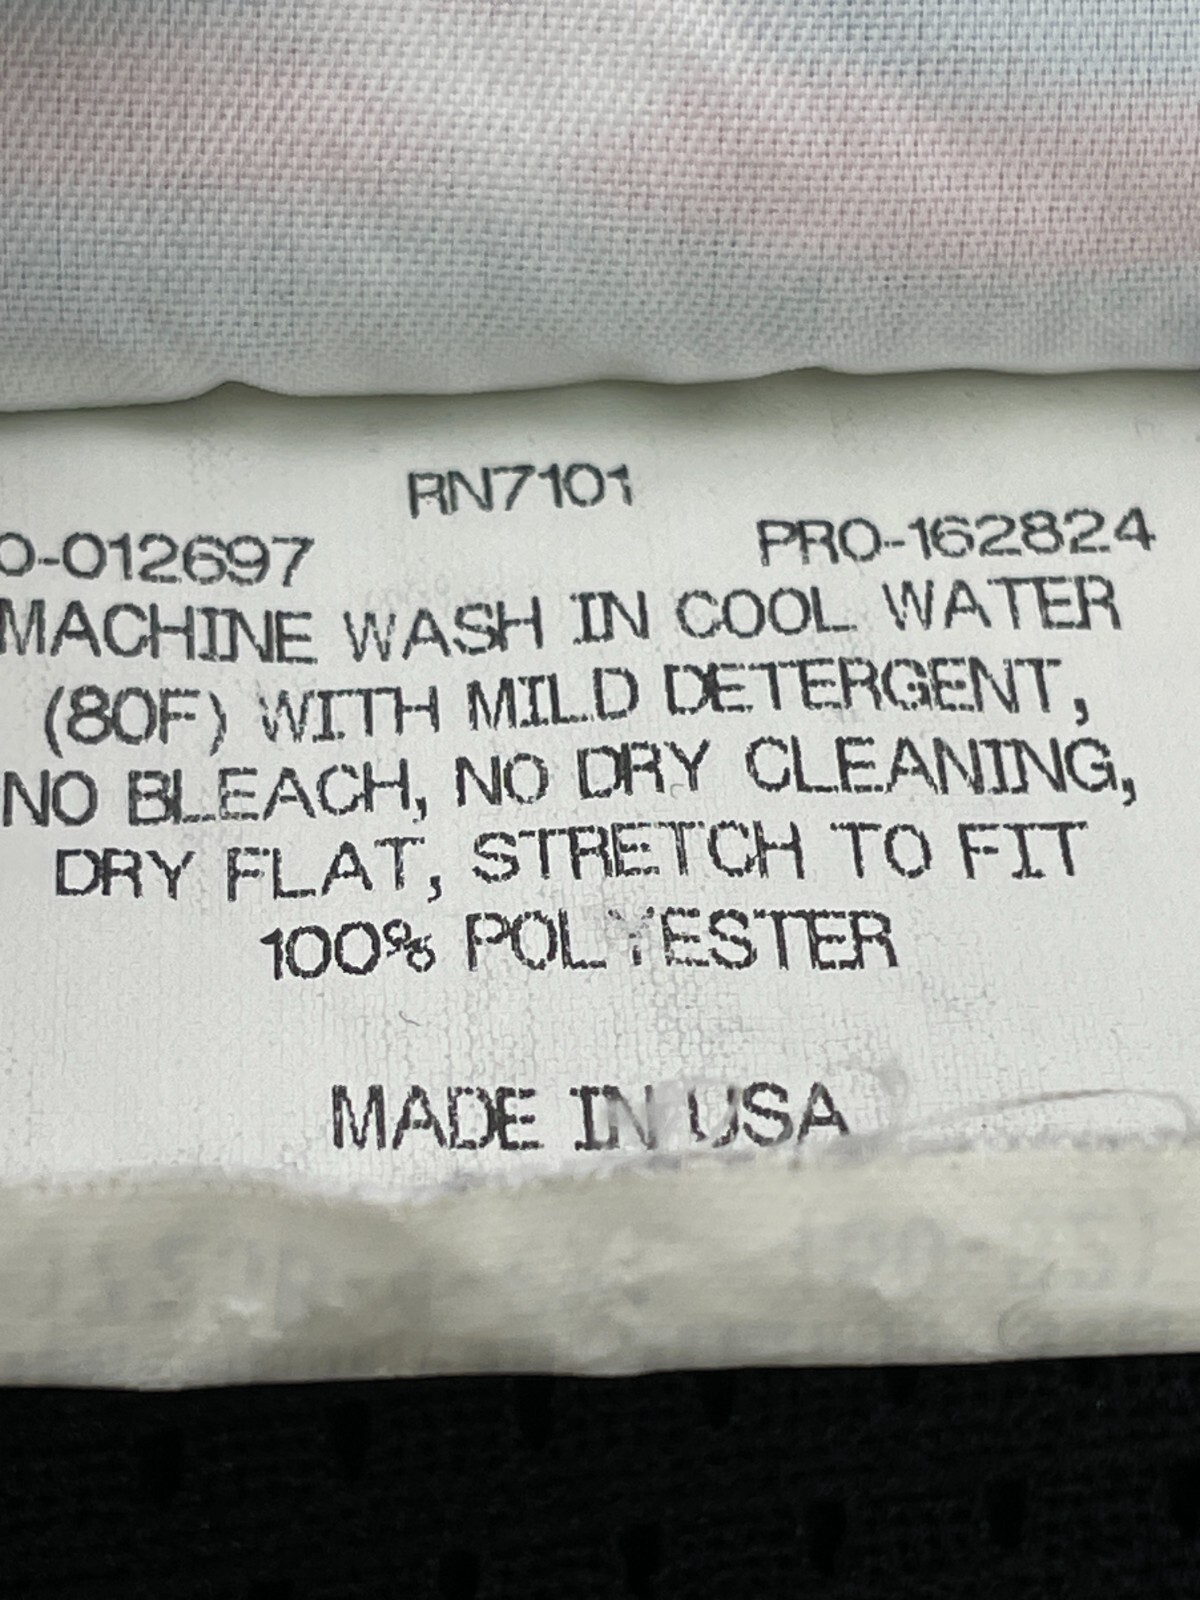 RN7101
O-012697 PRO-162824
MACHINE WASH IN COOL WATER
(80F) WITH MILD DETERGENT,
NO BLEACH, NO DRY CLEANING,
DRY FLAT, STRETCH TO FIT
100% POLYESTER
MADE IN USA